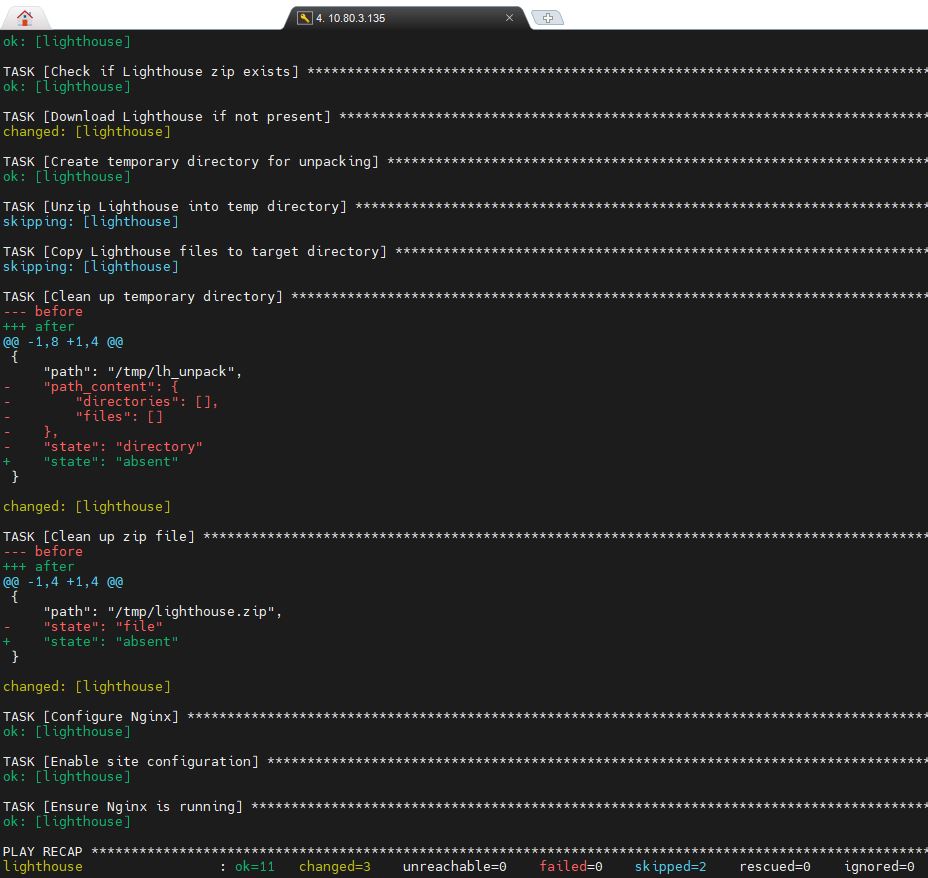 4. 10.80.3.135
ok: [lighthouse]
TASK [Check if Lighthouse zip exists] ******************************************************************************
ok: [lighthouse]
TASK [Download Lighthouse if not present] **************************************************************************
changed: [lighthouse]
TASK [Create temporary directory for unpacking] ********************************************************************
ok: [lighthouse]
TASK [Unzip Lighthouse into temp directory] ************************************************************************
skipping: [lighthouse]
TASK [Copy Lighthouse files to target directory] *******************************************************************
skipping: [lighthouse]
TASK [Clean up temporary directory] ********************************************************************************
--- before
+++ after
@@ -1,8 +1,4 @@
 {
     "path": "/tmp/lh_unpack",
-    "path_content": {
-        "directories": [],
-        "files": []
-    },
-    "state": "directory"
+    "state": "absent"
 }
changed: [lighthouse]
TASK [Clean up zip file] *******************************************************************************************
--- before
+++ after
@@ -1,4 +1,4 @@
 {
     "path": "/tmp/lighthouse.zip",
-    "state": "file"
+    "state": "absent"
 }
changed: [lighthouse]
TASK [Configure Nginx] *********************************************************************************************
ok: [lighthouse]
TASK [Enable site configuration] ***********************************************************************************
ok: [lighthouse]
TASK [Ensure Nginx is running] *************************************************************************************
ok: [lighthouse]
PLAY RECAP *********************************************************************************************************
lighthouse                 : ok=11   changed=3    unreachable=0    failed=0    skipped=2    rescued=0    ignored=0